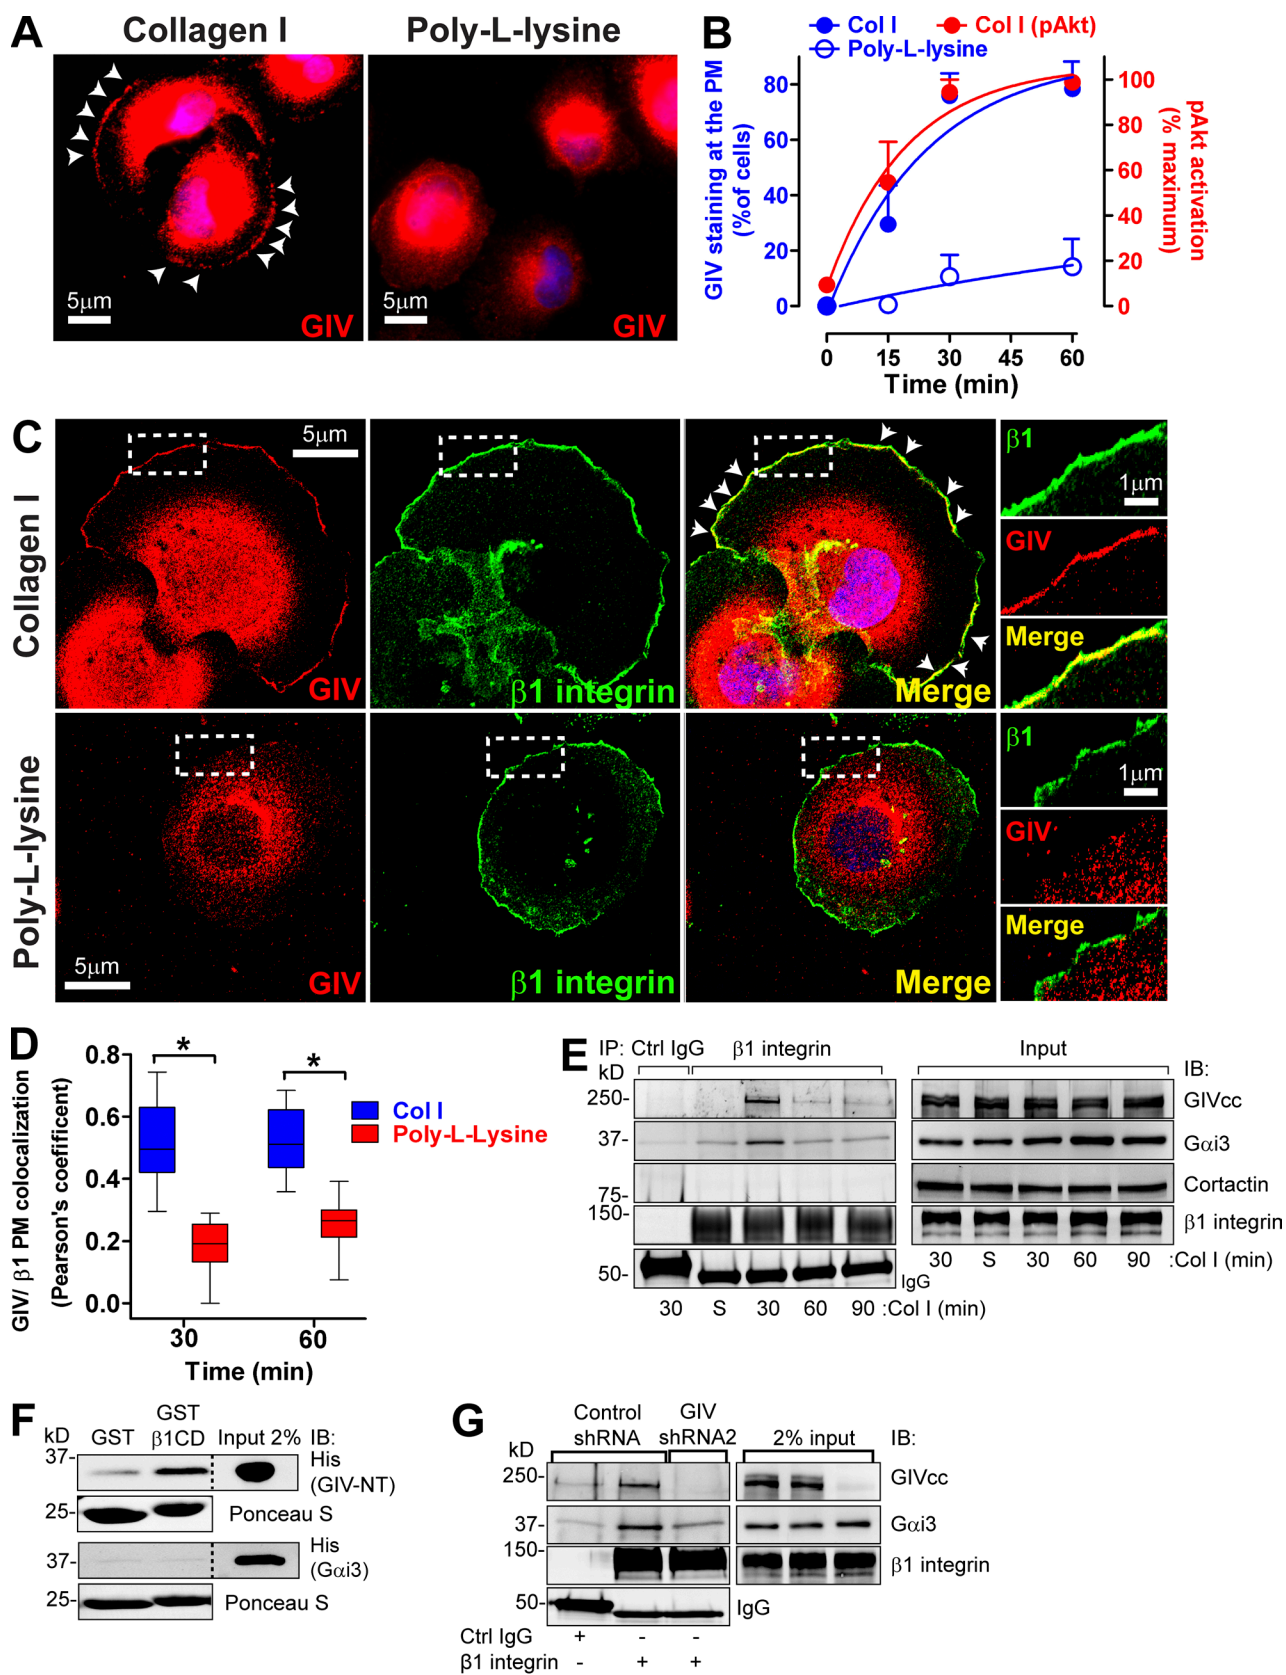 A
Collagen I
Poly-L-lysine
5μm
GIV
5μm
GIV
B
Col I
Col I (pAkt)
Poly-L-lysine
GIV staining at the PM
(%of cells)
80
60
40
20
0
100
80
60
40
20
0
pAkt activation
(% maximum)
0 15 30 45 60
Time (min)
C
Collagen I
5μm
GIV
β1 integrin
Merge
β1
1μm
GIV
Merge
Poly-L-lysine
5μm
GIV
β1 integrin
Merge
β1
1μm
GIV
Merge
D
GIV/ β1 PM colocalization
(Pearson's coefificent)
0.8
0.6
0.4
0.2
0.0
* *
Col I
Poly-L-Lysine
30 60
Time (min)
E
IP: Ctrl IgG β1 integrin Input
kD IB:
250- GIVcc
37- Gαi3
75- Cortactin
150- β1 integrin
50- IgG
30 S 30 60 90 :Col I (min)
30 S 30 60 90 :Col I (min)
F
kD GST GST β1CD Input 2% IB:
37- His
(GIV-NT)
25- Ponceau S
37- His
(Gαi3)
25- Ponceau S
G
Control shRNA GIV shRNA2 2% input IB:
kD
250- GIVcc
37- Gαi3
150- β1 integrin
50- IgG
Ctrl IgG + - -
β1 integrin - + +